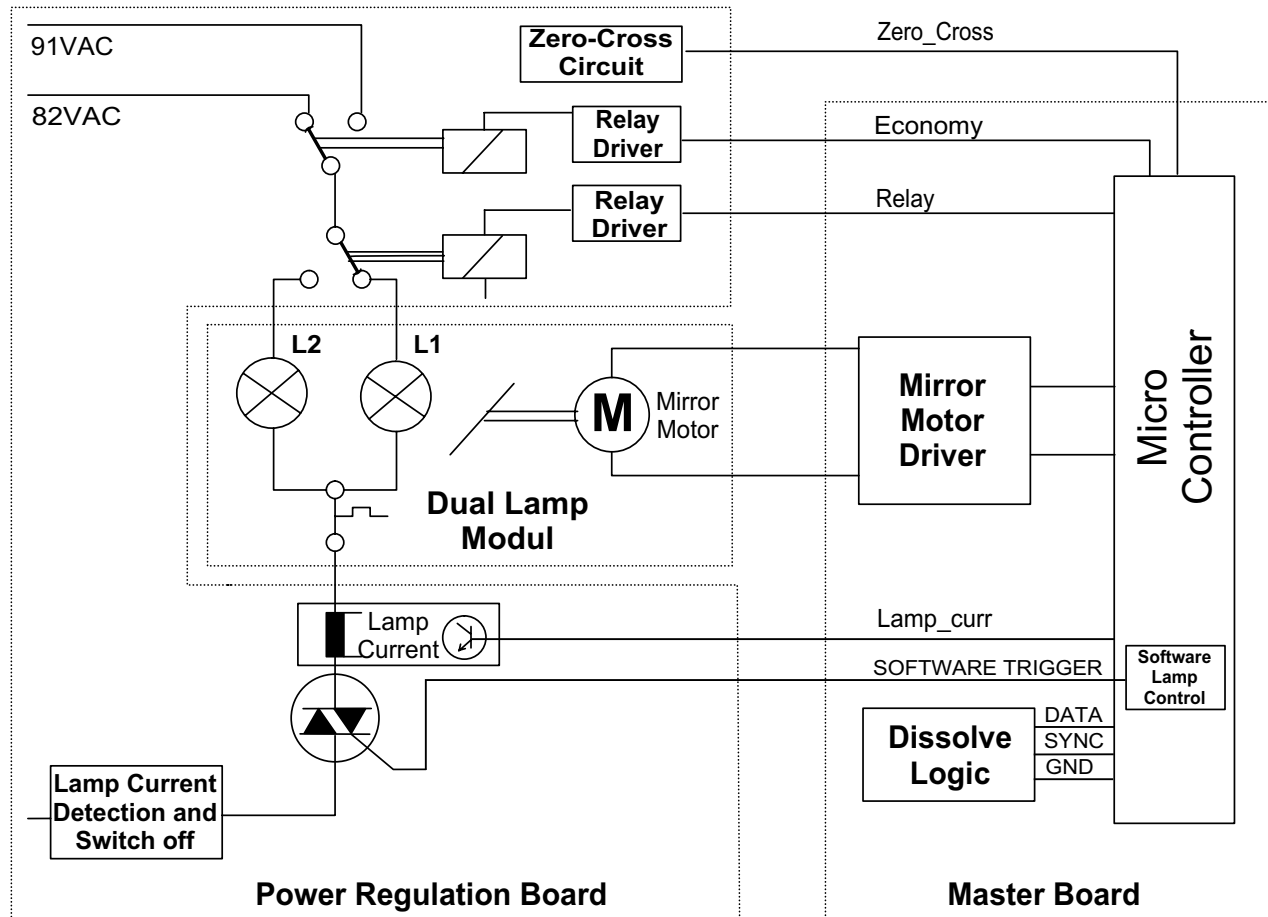 91VAC
82VAC
Zero-Cross
Circuit
Zero_Cross
Relay
Driver
Economy
Relay
Driver
Relay
L2
L1
M
Mirror
Motor
Mirror
Motor
Driver
Micro
Controller
Dual Lamp
Modul
Lamp
Current
Lamp_curr
SOFTWARE TRIGGER
Software
Lamp
Control
Dissolve
Logic
DATA
SYNC
GND
Lamp Current
Detection and
Switch off
Power Regulation Board
Master Board